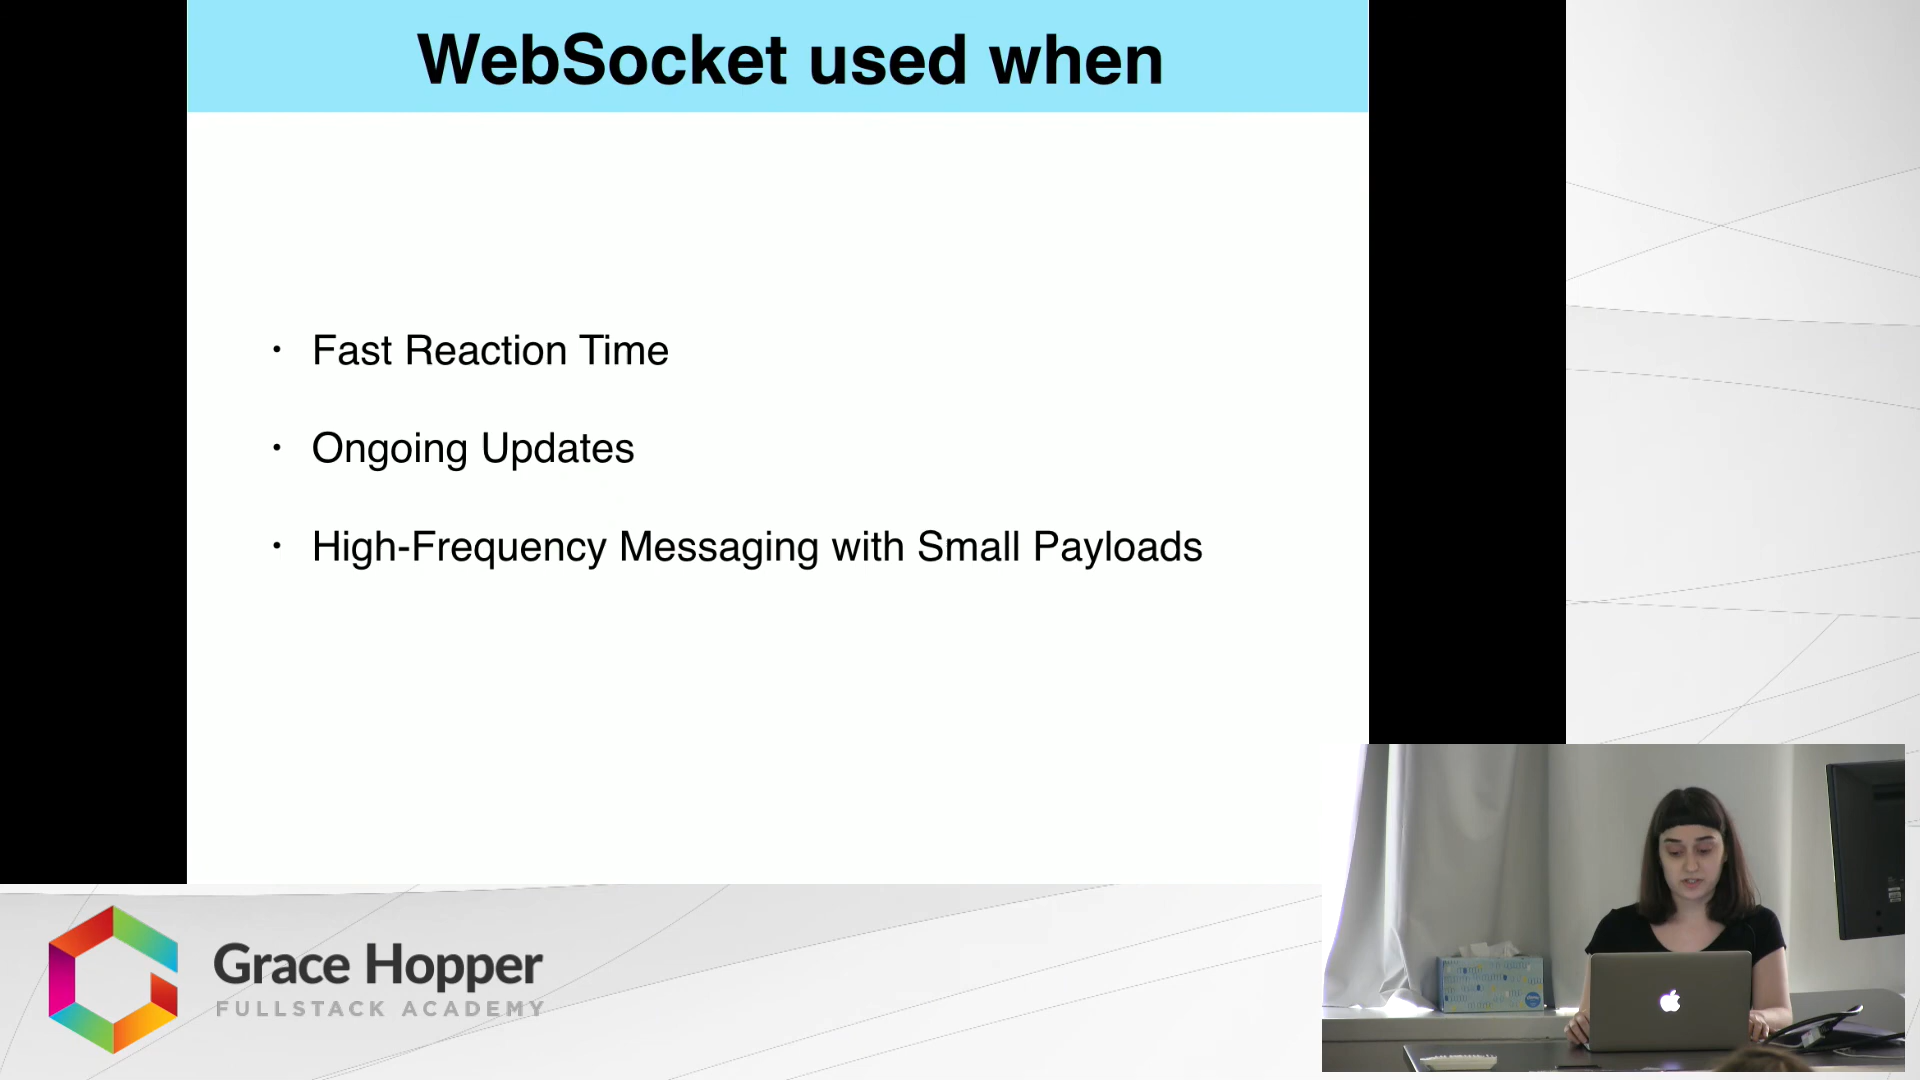 WebSocket used when
• Fast Reaction Time
• Ongoing Updates
• High-Frequency Messaging with Small Payloads
Grace Hopper
FULLSTACK ACADEMY